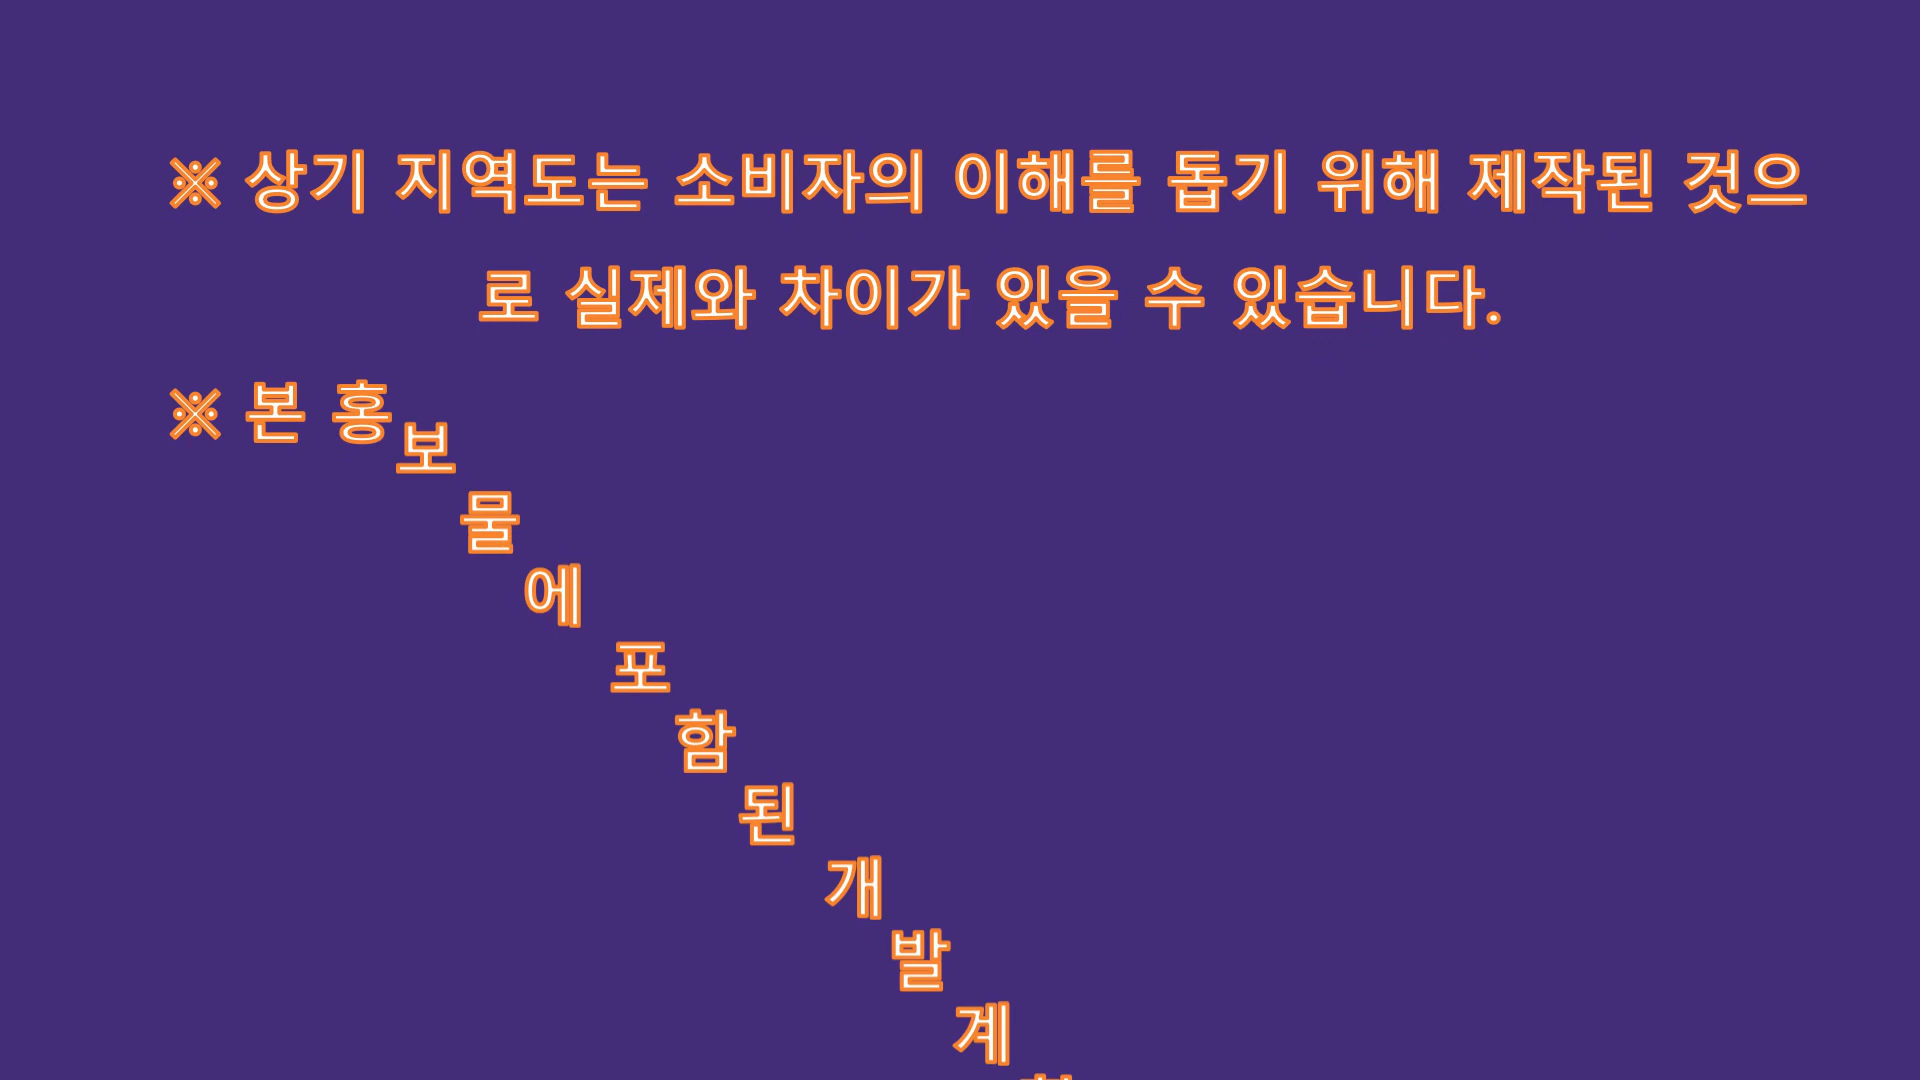 ※ 상기 지역도는 소비자의 이해를 돕기 위해 제작된 것으
로 실제와 차이가 있을 수 있습니다.
※ 본 홍보물에 포함된 개발계